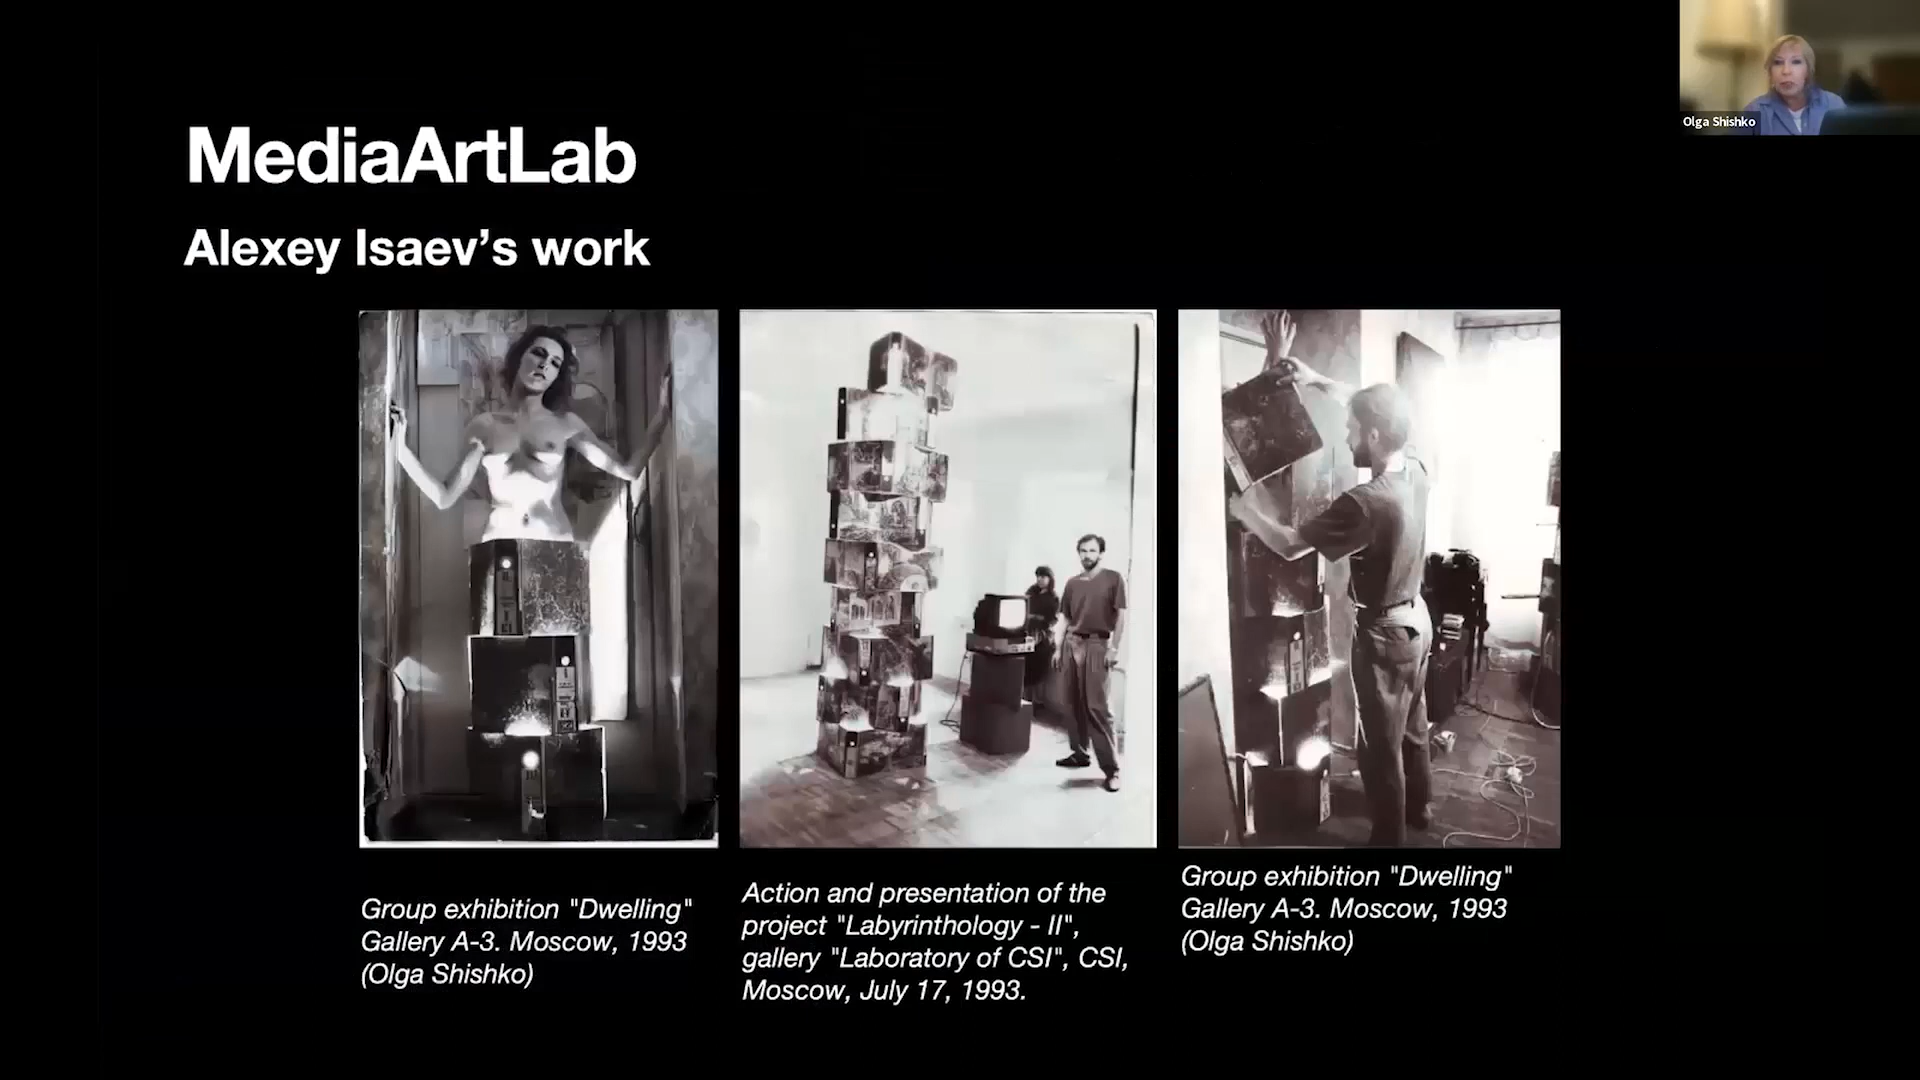 Olga Shishko
MediaArtLab
Alexey Isaev’s work
Group exhibition "Dwelling"
Gallery A-3. Moscow, 1993
(Olga Shishko)
Action and presentation of the
project "Labyrinthology - II",
gallery "Laboratory of CSI", CSI,
Moscow, July 17, 1993.
Group exhibition "Dwelling"
Gallery A-3. Moscow, 1993
(Olga Shishko)